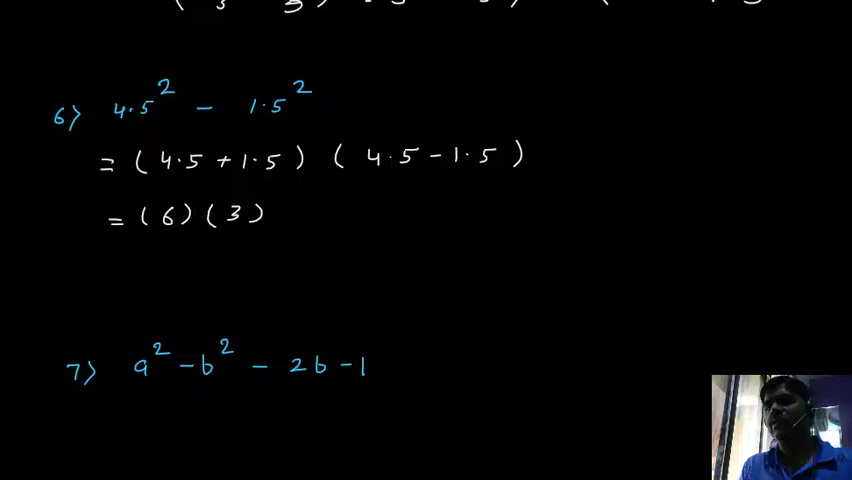 6) 4.5² - 1.5²
= (4.5 + 1.5) (4.5 - 1.5)
= (6) (3)
7) a² - b² - 2b - 1